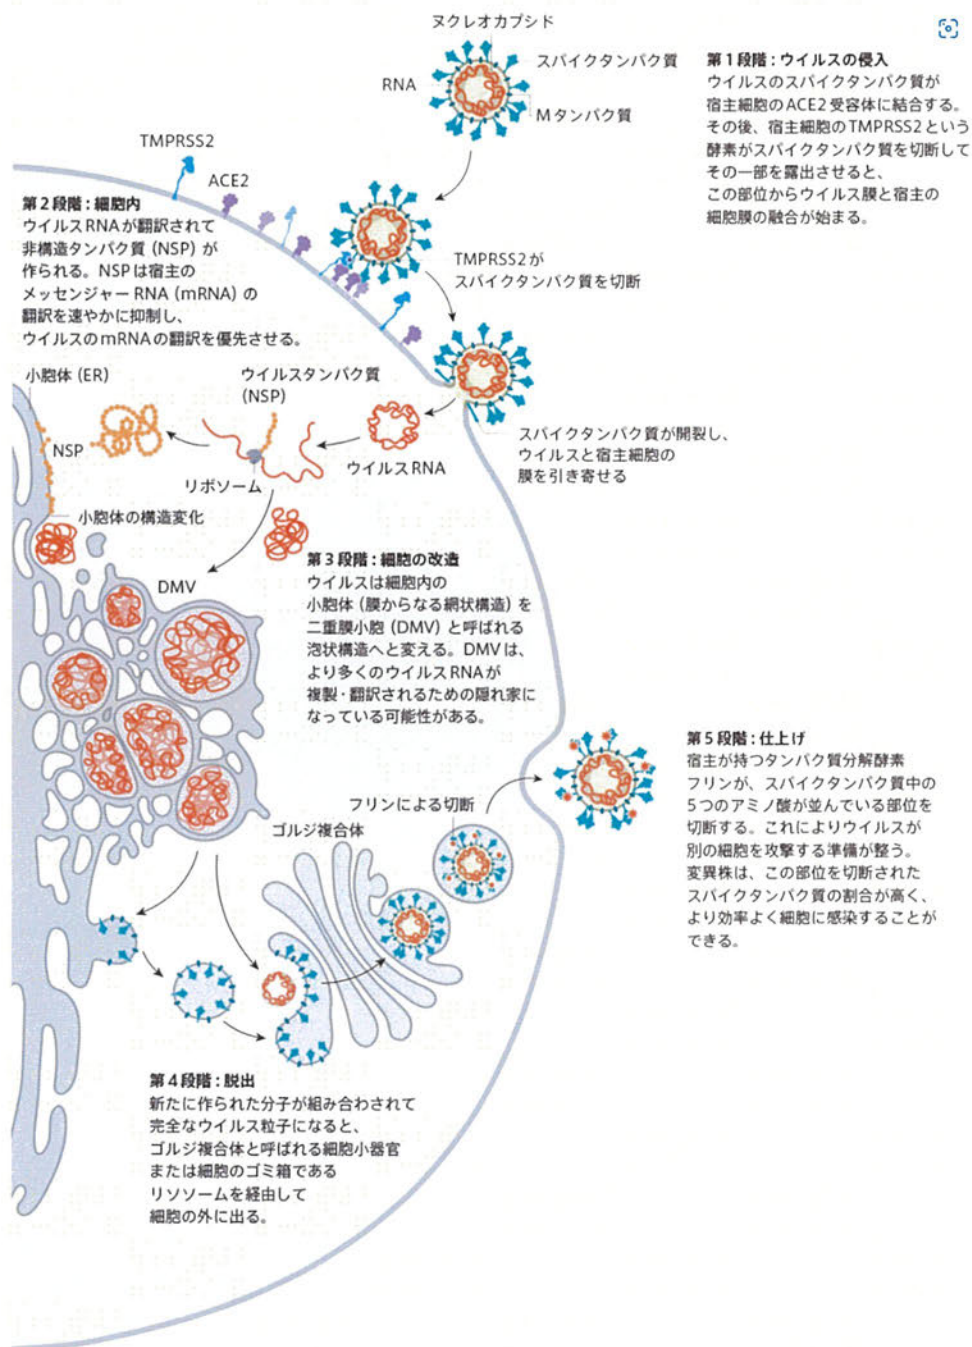 ヌクレオカプシド
スパイクタンパク質
RNA
Mタンパク質
第1段階：ウイルスの侵入
ウイルスのスパイクタンパク質が
宿主細胞のACE2受容体に結合する。
その後、宿主細胞のTMPRSS2という
酵素がスパイクタンパク質を切断して
その一部を露出させると、
この部位からウイルス膜と宿主の
細胞膜の融合が始まる。
TMPRSS2
ACE2
第2段階：細胞内
ウイルスRNAが翻訳されて
非構造タンパク質（NSP）が
作られる。NSPは宿主の
メッセンジャーRNA（mRNA）の
翻訳を速やかに抑制し、
ウイルスのmRNAの翻訳を優先させる。
TMPRSS2が
スパイクタンパク質を切断
小胞体（ER）
ウイルスタンパク質
（NSP）
NSP
リボソーム
ウイルスRNA
スパイクタンパク質が開裂し、
ウイルスと宿主細胞の
膜を引き寄せる
小胞体の構造変化
DMV
第3段階：細胞の改造
ウイルスは細胞内の
小胞体（膜からなる網状構造）を
二重膜小胞（DMV）と呼ばれる
泡状構造へと変える。DMVは、
より多くのウイルスRNAが
複製・翻訳されるための隠れ家に
なっている可能性がある。
フリンによる切断
ゴルジ複合体
第5段階：仕上げ
宿主が持つタンパク質分解酵素
フリンが、スパイクタンパク質中の
5つのアミノ酸が並んでいる部位を
切断する。これによりウイルスが
別の細胞を攻撃する準備が整う。
変異株は、この部位を切断された
スパイクタンパク質の割合が高く、
より効率よく細胞に感染することが
できる。
第4段階：脱出
新たに作られた分子が組み合わされて
完全なウイルス粒子になると、
ゴルジ複合体と呼ばれる細胞小器官
または細胞のゴミ箱である
リソソームを経由して
細胞の外に出る。